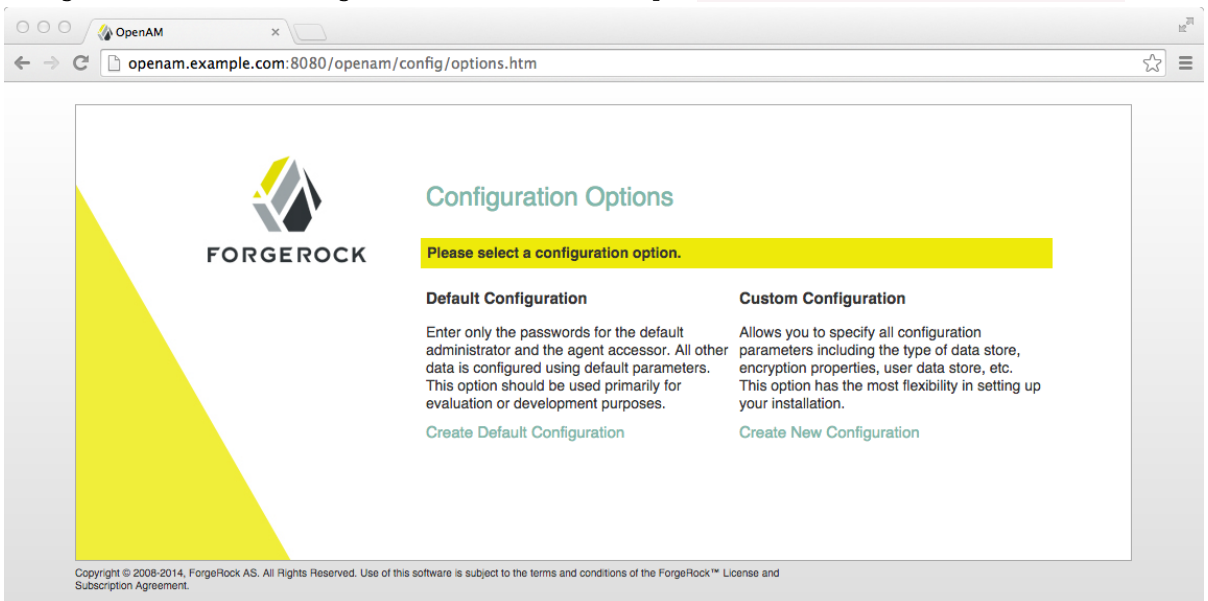 OpenAM
openam.example.com:8080/openam/config/options.htm
FORGEROCK
Configuration Options
Please select a configuration option.
Default Configuration
Enter only the passwords for the default
administrator and the agent accessor. All other
data is configured using default parameters.
This option should be used primarily for
evaluation or development purposes.
Create Default Configuration
Custom Configuration
Allows you to specify all configuration
parameters including the type of data store,
encryption properties, user data store, etc.
This option has the most flexibility in setting up
your installation.
Create New Configuration
Copyright © 2008-2014, ForgeRock AS. All Rights Reserved. Use of this software is subject to the terms and conditions of the ForgeRock™ License and
Subscription Agreement.